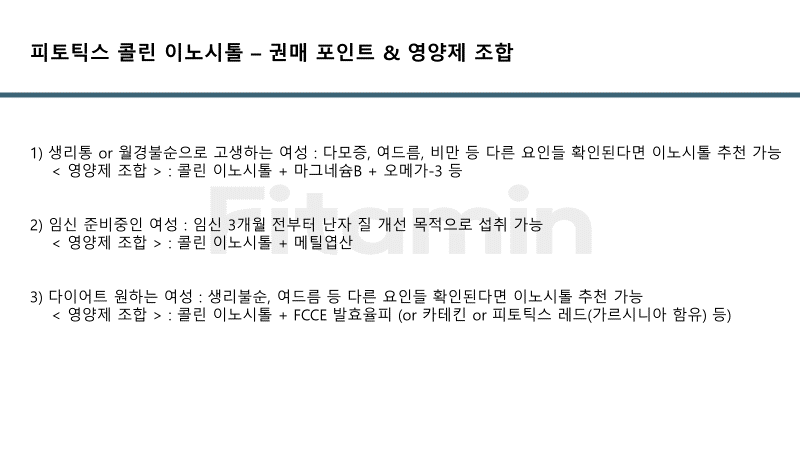 피토틱스 콜린 이노시톨 – 권매 포인트 & 영양제 조합
1) 생리통 or 월경불순으로 고생하는 여성 : 다모증, 여드름, 비만 등 다른 요인들 확인된다면 이노시톨 추천 가능
< 영양제 조합 > : 콜린 이노시톨 + 마그네슘B + 오메가-3 등
Fitamin
2) 임신 준비중인 여성 : 임신 3개월 전부터 난자 질 개선 목적으로 섭취 가능
< 영양제 조합 > : 콜린 이노시톨 + 메틸엽산
3) 다이어트 원하는 여성 : 생리불순, 여드름 등 다른 요인들 확인된다면 이노시톨 추천 가능
< 영양제 조합 > : 콜린 이노시톨 + FCCE 발효율피 (or 카테킨 or 피토틱스 레드(가르시니아 함유) 등)